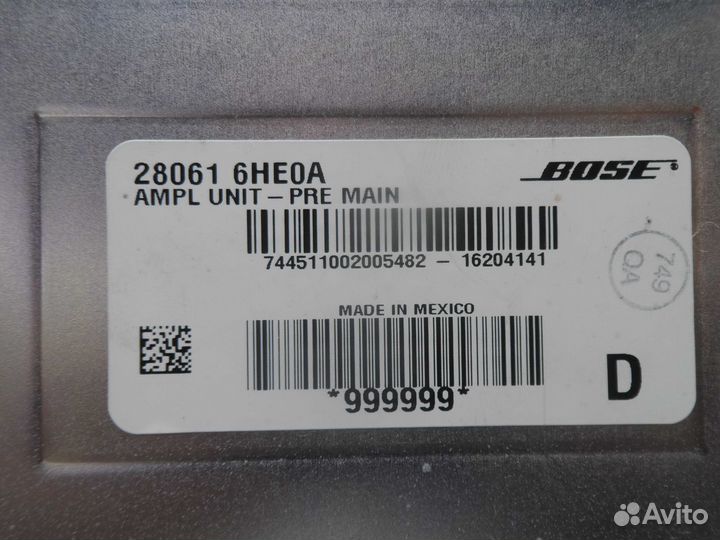 28061 6HE0A
BOSE
AMPL UNIT – PRE MAIN
744511002005482 – 16204141
749
QA
MADE IN MEXICO
D
*999999*
Avito